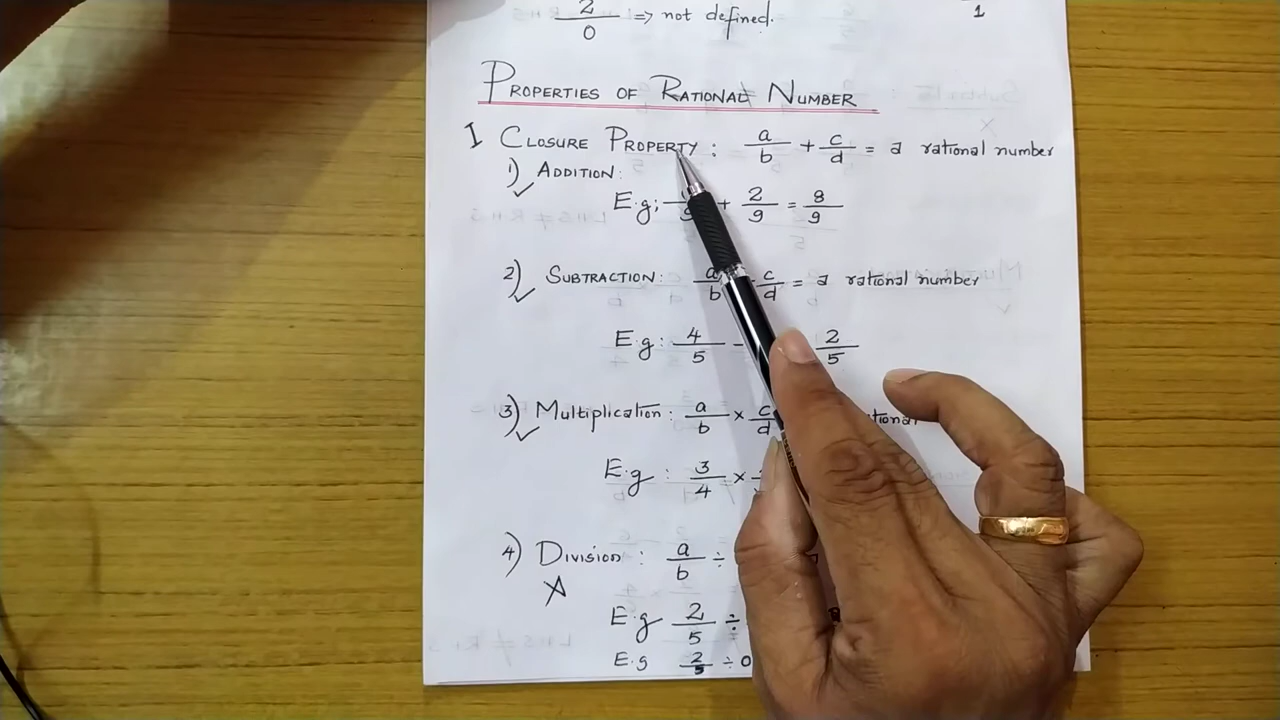 2/0 => not defined. 1
PROPERTIES OF RATIONAL NUMBER
I CLOSURE PROPERTY : a/b + c/d = a rational number
1) ADDITION:
E.g; + 2/9 = 8/9
2) SUBTRACTION: a/b c/d = a rational number
E.g : 4/5 - 2/5
3) Multiplication : a/b × c/d
E.g : 3/4 ×
4) Division : a/b ÷
E.g 2/5 ÷
E.g 2/5 ÷ 0